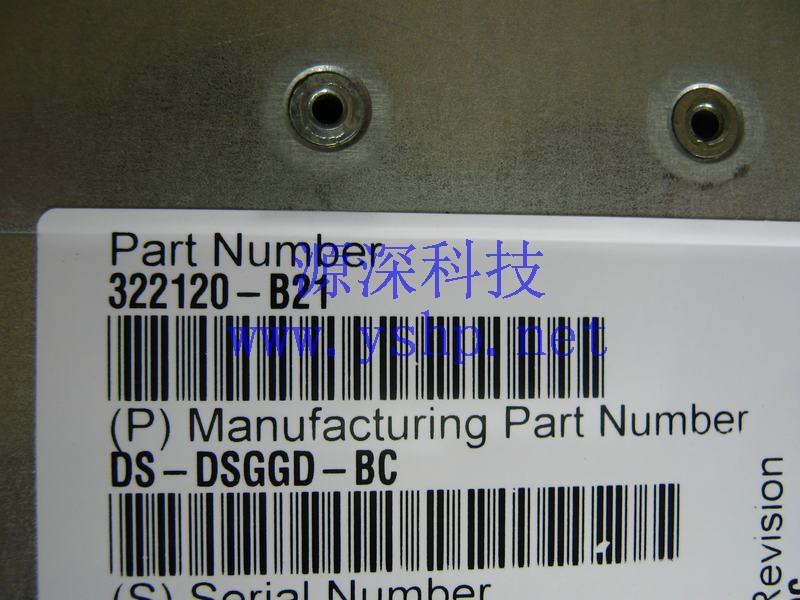 Part Number
322120-B21
源深科技
www.yshp.net
(P) Manufacturing Part Number
DS-DSGGD-BC
(S) Serial Number
Revision